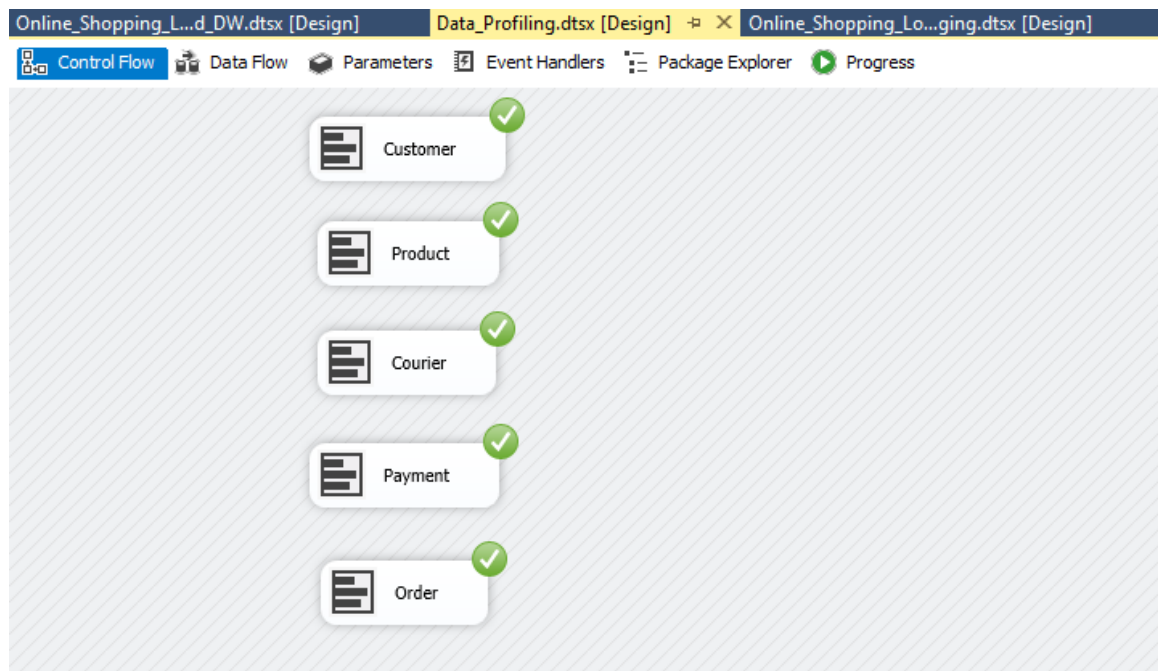 Online_Shopping_L...d_DW.dtsx [Design] Data_Profiling.dtsx [Design] Online_Shopping_Lo...ging.dtsx [Design]
Control Flow Data Flow Parameters Event Handlers Package Explorer Progress
Customer
Product
Courier
Payment
Order